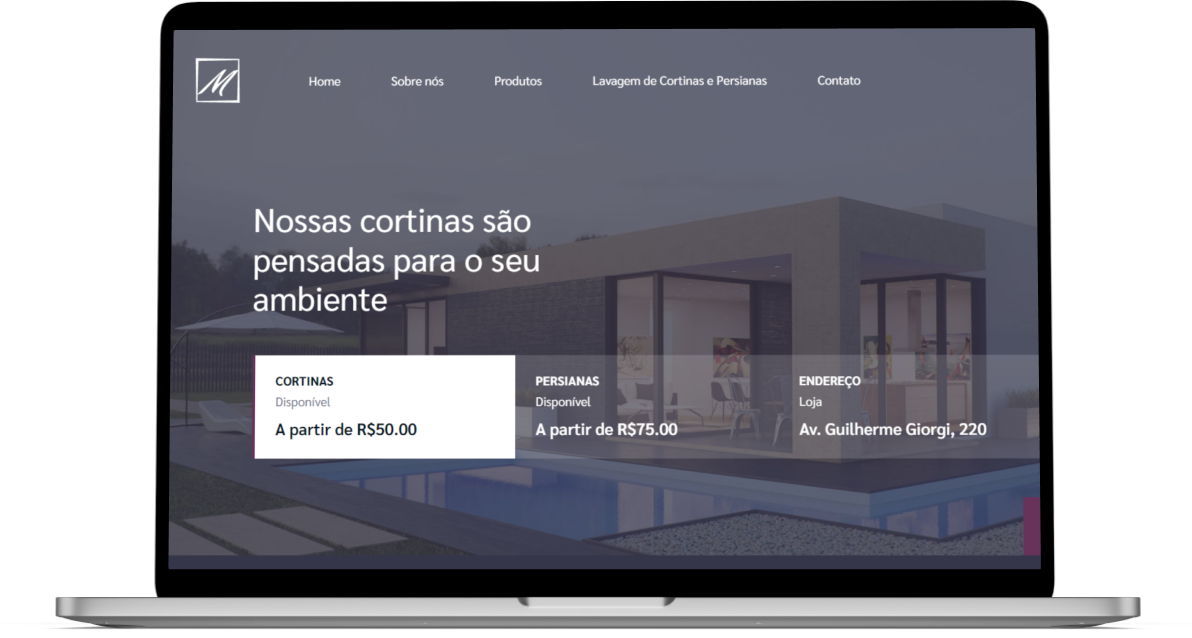 M
Home Sobre nós Produtos Lavagem de Cortinas e Persianas Contato
Nossas cortinas são
pensadas para o seu
ambiente
CORTINAS
Disponível
A partir de R$50.00
PERSIANAS
Disponível
A partir de R$75.00
ENDEREÇO
Loja
Av. Guilherme Giorgi, 220